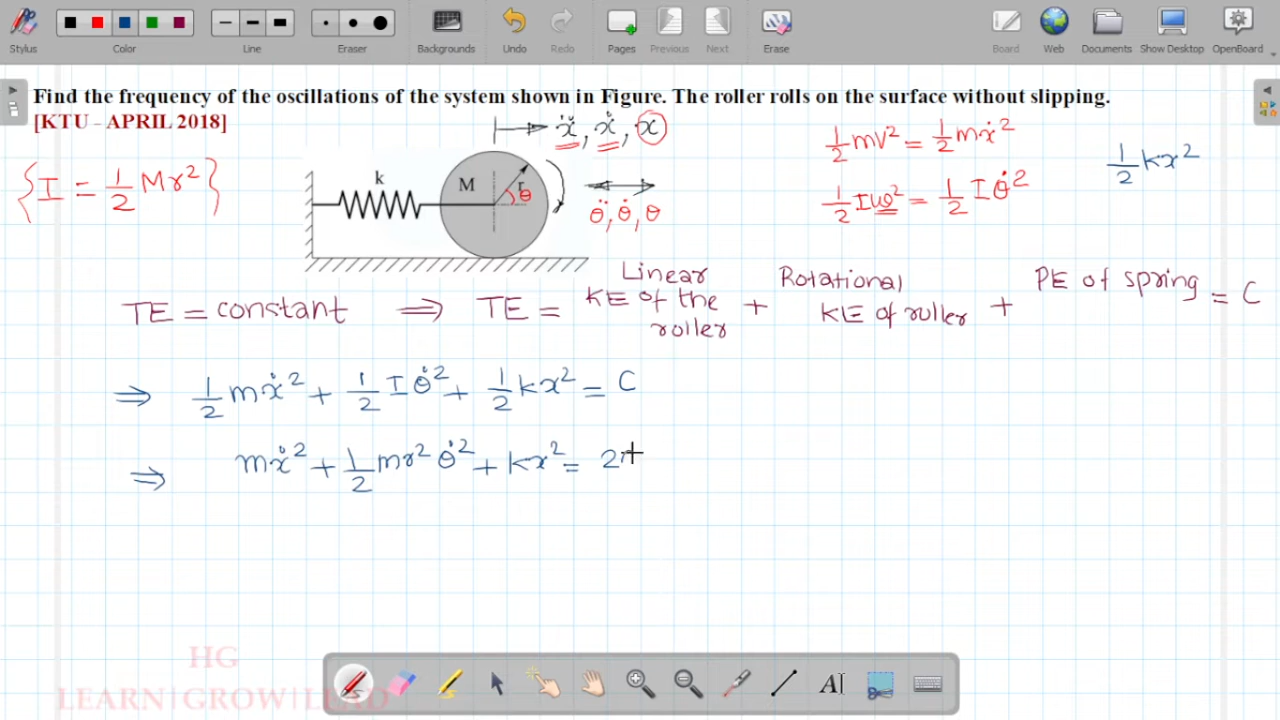 Stylus
Color
Line
Eraser
Backgrounds
Undo
Redo
Pages
Previous
Next
Erase
Board
Web
Documents
Show Desktop
OpenBoard
Find the frequency of the oscillations of the system shown in Figure. The roller rolls on the surface without slipping.
[KTU – APRIL 2018]
ẍ, ẋ, x
½mv² = ½mẋ²
½kx²
{I = ½Mr²}
k
M
r
θ
θ̈, θ̇, θ
½Iω² = ½Iθ̇²
TE = constant ⟹ TE = Linear KE of the roller + Rotational KE of roller + PE of spring = C
⟹ ½mẋ² + ½Iθ̇² + ½kx² = C
⟹ mẋ² + ½mr²θ̇² + kx² = 2
HG
LEARN GROW LEAD